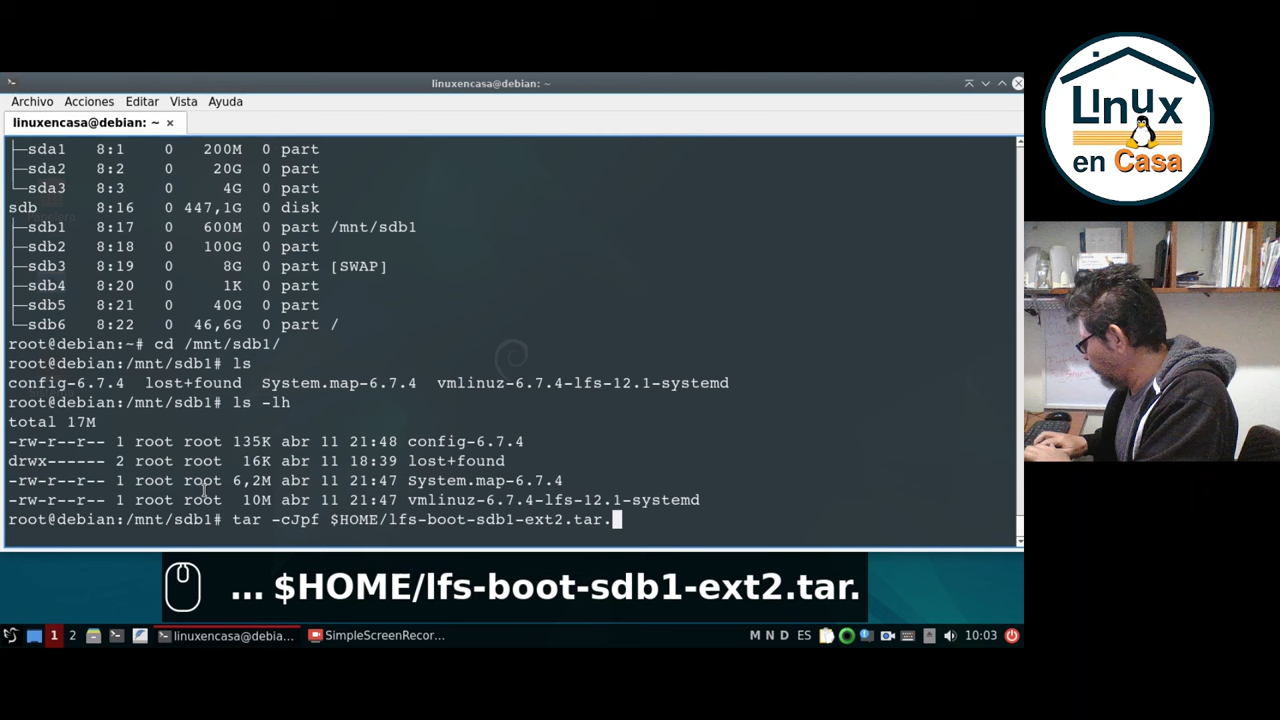 linuxencasa@debian: ~
Archivo Acciones Editar Vista Ayuda
linuxencasa@debian: ~ ×
├─sda1 8:1 0 200M 0 part
├─sda2 8:2 0 20G 0 part
└─sda3 8:3 0 4G 0 part
sdb 8:16 0 447,1G 0 disk
├─sdb1 8:17 0 600M 0 part /mnt/sdb1
├─sdb2 8:18 0 100G 0 part
├─sdb3 8:19 0 8G 0 part [SWAP]
├─sdb4 8:20 0 1K 0 part
├─sdb5 8:21 0 40G 0 part
└─sdb6 8:22 0 46,6G 0 part /
root@debian:~# cd /mnt/sdb1/
root@debian:/mnt/sdb1# ls
config-6.7.4 lost+found System.map-6.7.4 vmlinuz-6.7.4-lfs-12.1-systemd
root@debian:/mnt/sdb1# ls -lh
total 17M
-rw-r--r-- 1 root root 135K abr 11 21:48 config-6.7.4
drwx------ 2 root root 16K abr 11 18:39 lost+found
-rw-r--r-- 1 root root 6,2M abr 11 21:47 System.map-6.7.4
-rw-r--r-- 1 root root 10M abr 11 21:47 vmlinuz-6.7.4-lfs-12.1-systemd
root@debian:/mnt/sdb1# tar -cJpf $HOME/lfs-boot-sdb1-ext2.tar.
... $HOME/lfs-boot-sdb1-ext2.tar.
1 2 linuxencasa@debia... SimpleScreenRecor... M N D ES 10:03
Linux
en Casa